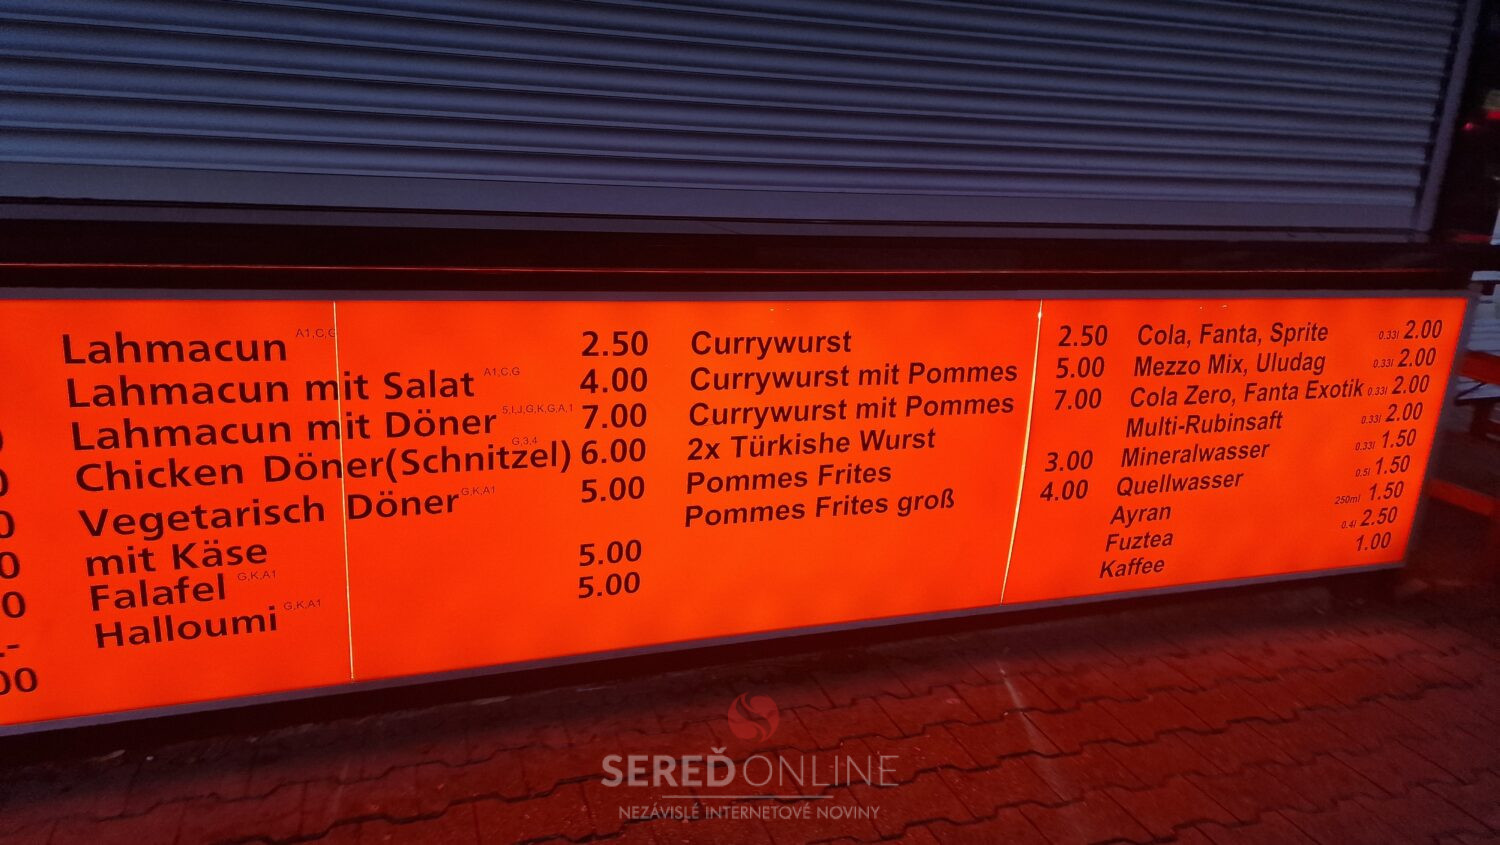 Lahmacun A1,C,G 2.50
Lahmacun mit Salat A1,C,G 4.00
Lahmacun mit Döner 5,I,J,G,K,G,A,1 7.00
Chicken Döner(Schnitzel) G,3,4 6.00
Vegetarisch Döner G,K,A1 5.00
mit Käse
Falafel G,K,A1 5.00
Halloumi G,K,A1 5.00
Currywurst 2.50
Currywurst mit Pommes 5.00
Currywurst mit Pommes 7.00
2x Türkishe Wurst
Pommes Frites 3.00
Pommes Frites groß 4.00
Cola, Fanta, Sprite 0.33l 2.00
Mezzo Mix, Uludag 0.33l 2.00
Cola Zero, Fanta Exotik 0.33l 2.00
Multi-Rubinsaft 0.33l 2.00
Mineralwasser 0.33l 1.50
Quellwasser 0.5l 1.50
Ayran 250ml 1.50
Fuztea 0.4l 2.50
Kaffee 1.00
SEREĎONLINE
NEZÁVISLÉ INTERNETOVÉ NOVINY